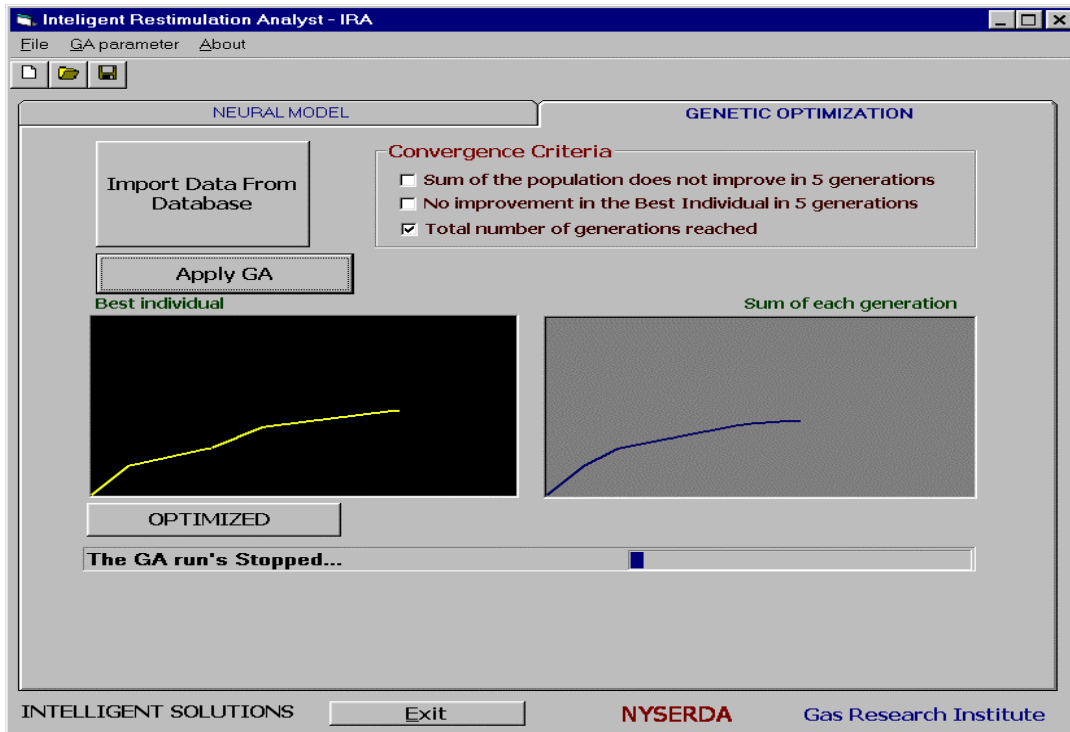 Inteligent Restimulation Analyst - IRA
File GA parameter About
NEURAL MODEL GENETIC OPTIMIZATION
Import Data From
Database
Convergence Criteria
Sum of the population does not improve in 5 generations
No improvement in the Best Individual in 5 generations
Total number of generations reached
Apply GA
Best individual Sum of each generation
OPTIMIZED
The GA run's Stopped...
INTELLIGENT SOLUTIONS Exit NYSERDA Gas Research Institute